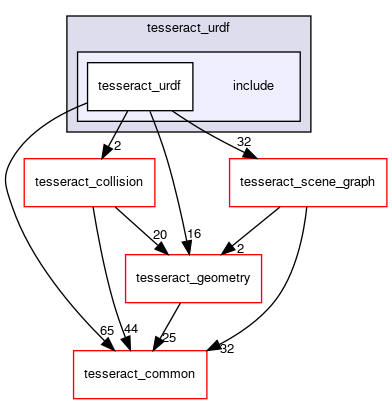 tesseract_urdf
tesseract_urdf
include
2
32
tesseract_collision
tesseract_scene_graph
20
16
2
tesseract_geometry
65
44
25
32
tesseract_common